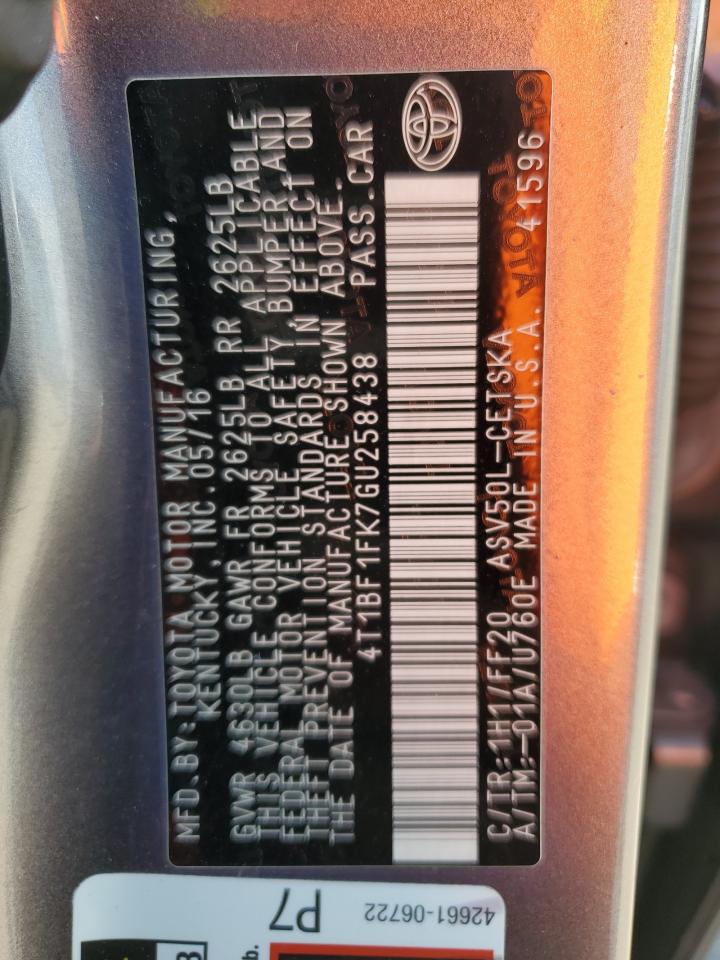 MFD.BY:TOYOTA MOTOR MANUFACTURING,
KENTUCKY,INC.05/16
GVWR 4630LB GAWR FR 2625LB RR 2625LB
THIS VEHICLE CONFORMS TO ALL APPLICABLE
FEDERAL MOTOR VEHICLE SAFETY,BUMPER,AND
THEFT PREVENTION STANDARDS IN EFFECT ON
THE DATE OF MANUFACTURE SHOWN ABOVE.
4T1BF1FK7GU258438 PASS.CAR
C/TR:1H1/FF20 ASV50L-CETSKA
A/TM:-01A/U760E MADE IN U.S.A. 41596
TOYOTA
42661-06722
P7